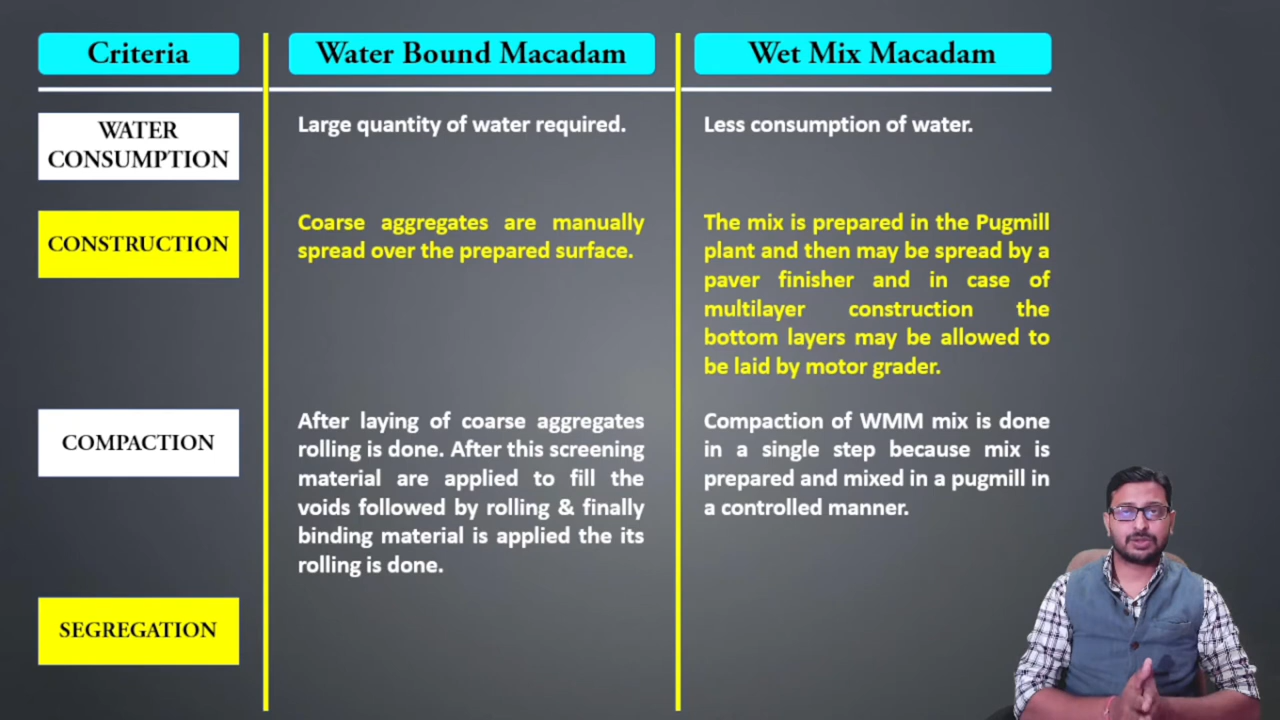 Criteria
Water Bound Macadam
Wet Mix Macadam
WATER
CONSUMPTION
Large quantity of water required.
Less consumption of water.
CONSTRUCTION
Coarse aggregates are manually
spread over the prepared surface.
The mix is prepared in the Pugmill
plant and then may be spread by a
paver finisher and in case of
multilayer construction the
bottom layers may be allowed to
be laid by motor grader.
COMPACTION
After laying of coarse aggregates
rolling is done. After this screening
material are applied to fill the
voids followed by rolling & finally
binding material is applied the its
rolling is done.
Compaction of WMM mix is done
in a single step because mix is
prepared and mixed in a pugmill in
a controlled manner.
SEGREGATION